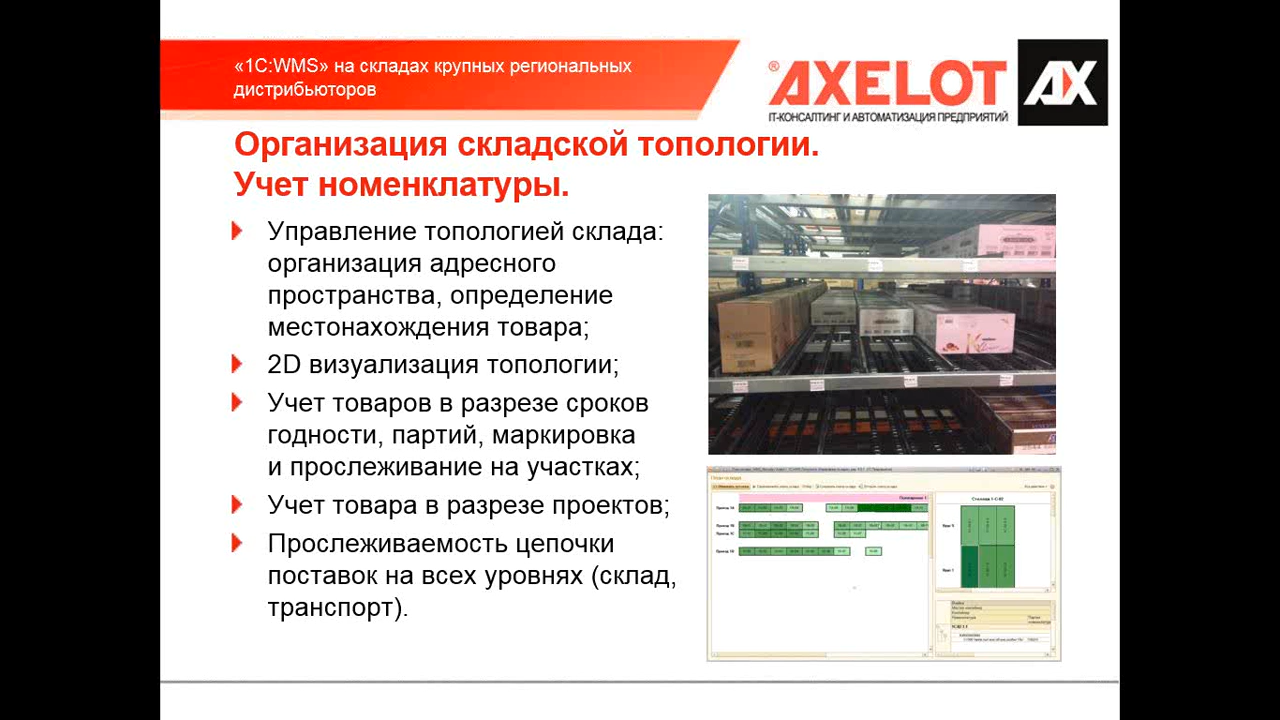 «1С:WMS» на складах крупных региональных
дистрибьюторов
® AXELOT AX
IT-КОНСАЛТИНГ И АВТОМАТИЗАЦИЯ ПРЕДПРИЯТИЙ
Организация складской топологии.
Учет номенклатуры.
Управление топологией склада:
организация адресного
пространства, определение
местонахождения товара;
2D визуализация топологии;
Учет товаров в разрезе сроков
годности, партий, маркировка
и прослеживание на участках;
Учет товара в разрезе проектов;
Прослеживаемость цепочки
поставок на всех уровнях (склад,
транспорт).